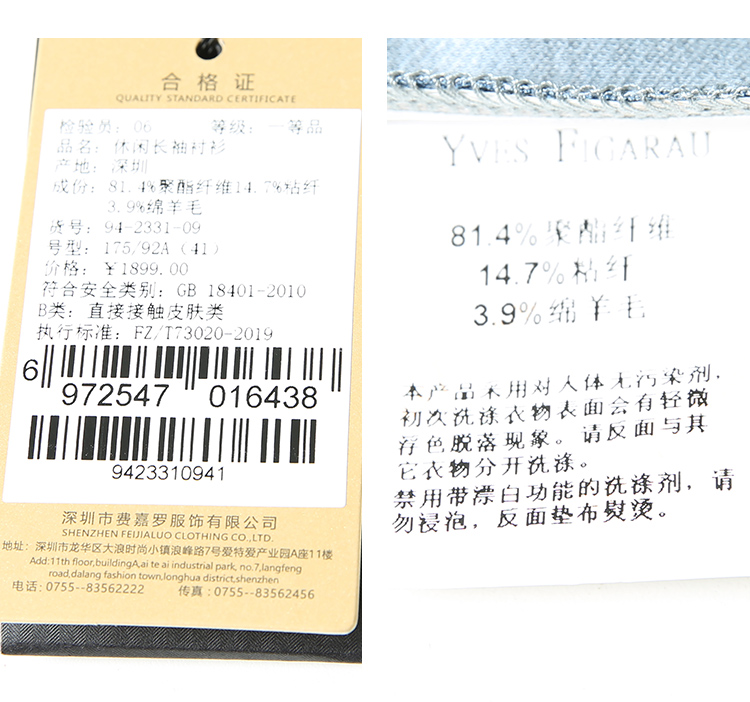 合格证
QUALITY STANDARD CERTIFICATE
检验员：06 等级：一等品
品名：休闲长袖衬衫
产地：深圳
成份：81.4%聚酯纤维14.7%粘纤
3.9%绵羊毛
货号：94-2331-09
号型：175/92A（41）
价格：￥1899.00
符合安全类别：GB 18401-2010
B类：直接接触皮肤类
执行标准：FZ/T73020-2019
6 972547 016438
9423310941
深圳市费嘉罗服饰有限公司
SHENZHEN FEIJIALUO CLOTHING CO.,LTD
地址：深圳市龙华区大浪时尚小镇浪峰路7号爱特爱产业园A座11楼
Add:11th floor,buildingA,ai te ai industrial park, no.7,langfeng
road,dalang fashion town,longhua district,shenzhen
电话：0755--83562222 传真：0755--83562456
YVES FIGARAU
81.4%聚酯纤维
14.7%粘纤
3.9%绵羊毛
本产品采用对人体无污染剂，
初次洗涤衣物表面会有轻微
浮色脱落现象。请反面与其
它衣物分开洗涤。
禁用带漂白功能的洗涤剂，请
勿浸泡，反面垫布熨烫。